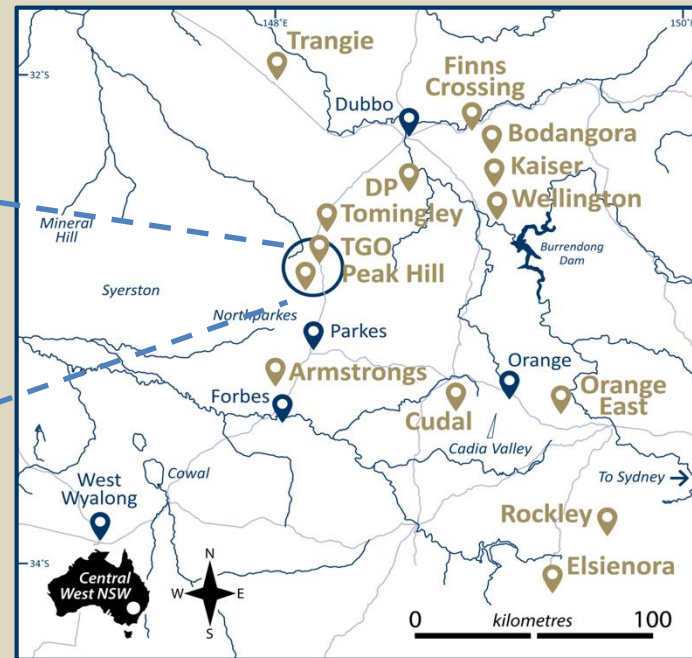 148°E
150°E
32°S
Trangie
Finns
Crossing
Dubbo
Bodangora
Kaiser
DP
Wellington
Tomingley
Mineral
Hill
TGO
Burrendong
Dam
Peak Hill
Syerston
Northparkes
Parkes
Armstrongs
Orange
Orange
East
Forbes
Cudal
Cadia Valley
West
Wyalong
Cowal
To Sydney
Rockley
34°S
N
W
E
S
Central
West NSW
Elsienora
0
kilometres
100